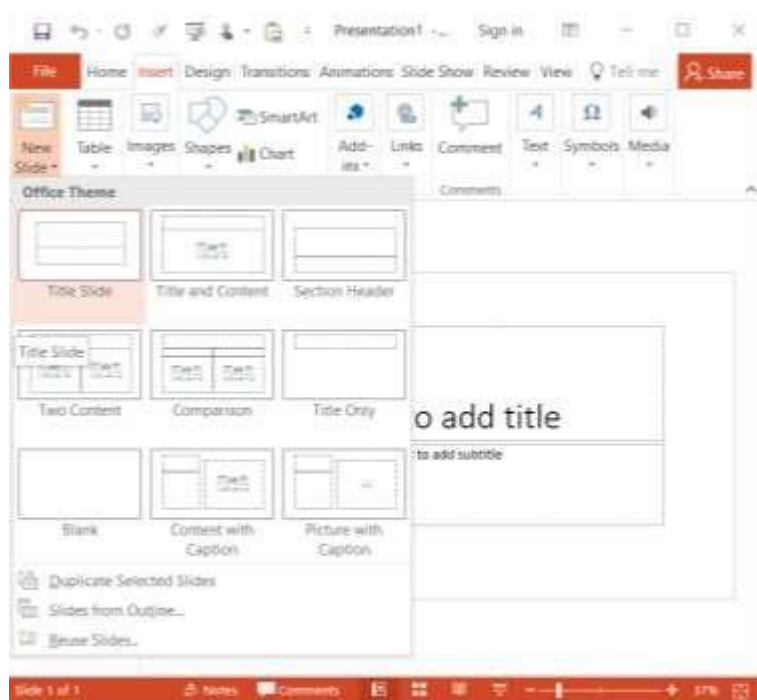 Presentation1 -... Sign in
File Home Insert Design Transitions Animations Slide Show Review View Tell me Share
New Slide Table Images Shapes SmartArt Chart Add-ins Links Comment Text Symbols Media
Comments
Office Theme
Title Slide Title and Content Section Header
Title Slide
Two Content Comparison Title Only
o add title
to add subtitle
Blank Content with Caption Picture with Caption
Duplicate Selected Slides
Slides from Outline...
Reuse Slides...
Slide 1 of 1 Notes Comments 37%